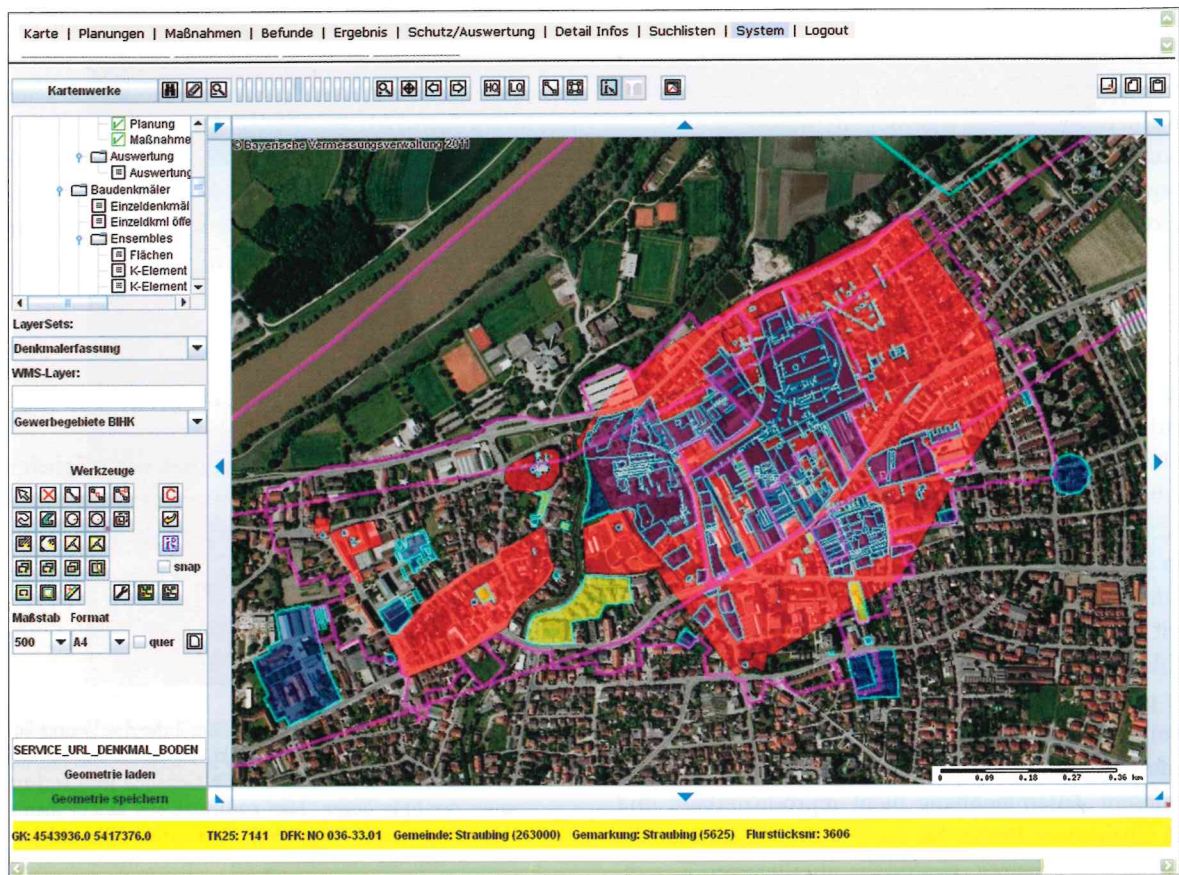 Karte | Planungen | Maßnahmen | Befunde | Ergebnis | Schutz/Auswertung | Detail Infos | Suchlisten | System | Logout
Kartenwerke
HQ LQ
Planung
Maßnahme
Auswertung
Auswertung
Baudenkmäler
Einzeldenkmäl
Einzeldkml öffe
Ensembles
Flächen
K-Element
K-Element
LayerSets:
Denkmalerfassung
WMS-Layer:
Gewerbegebiete BIHK
Werkzeuge
C
snap
Maßstab Format
500 A4 quer
SERVICE_URL_DENKMAL_BODEN
Geometrie laden
Geometrie speichern
© Bayerische Vermessungsverwaltung 2011
0 0.09 0.18 0.27 0.36 km
GK: 4543936.0 5417376.0 TK25: 7141 DFK: NO 036-33.01 Gemeinde: Straubing (263000) Gemarkung: Straubing (5625) Flurstücksnr: 3606